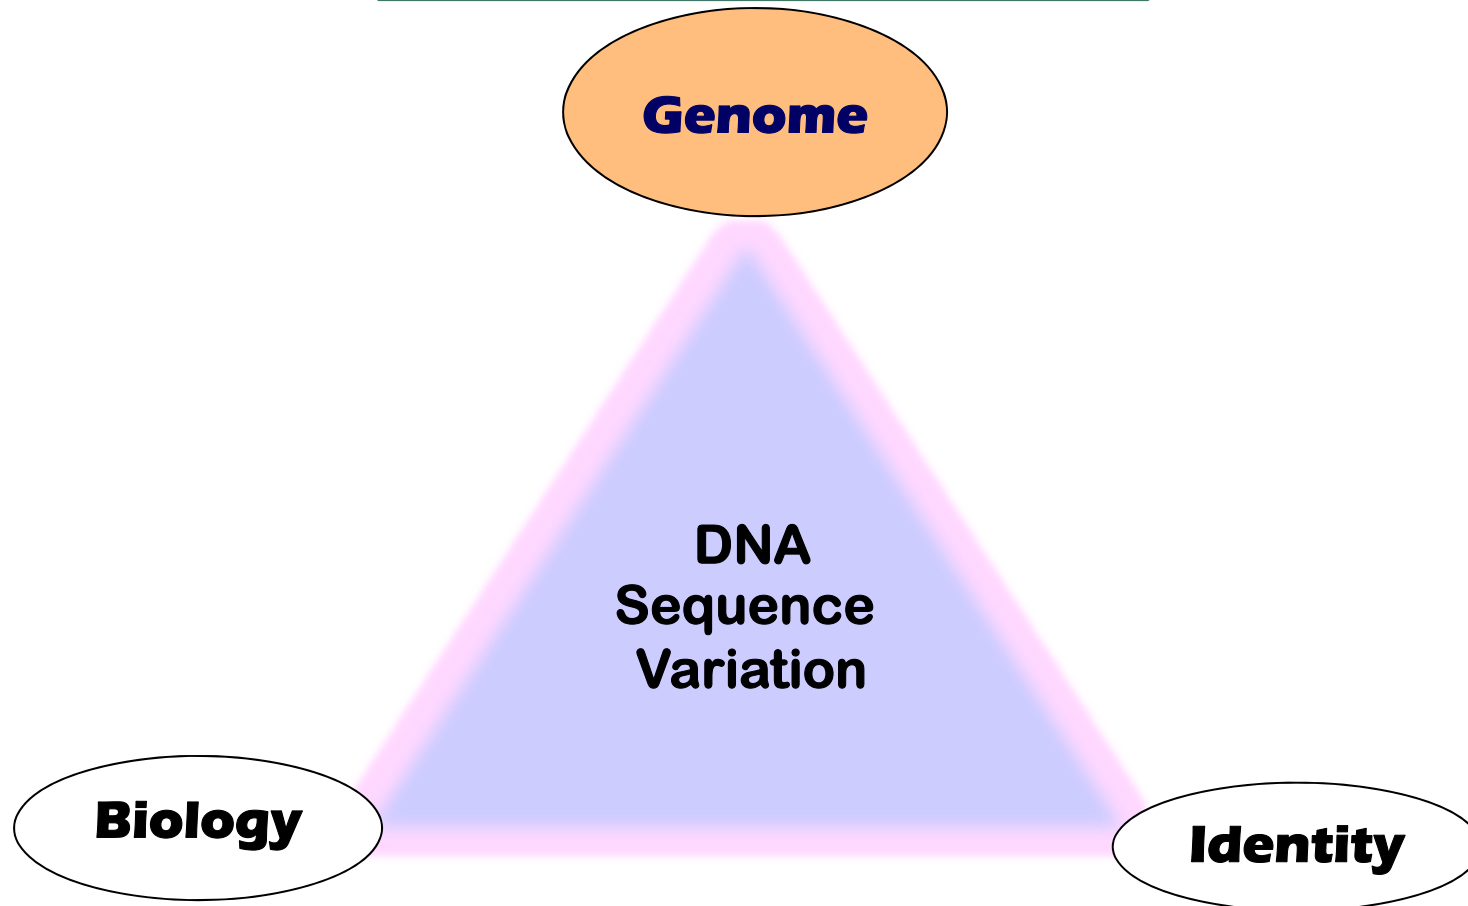 Genome
DNA
Sequence
Variation
Biology
Identity